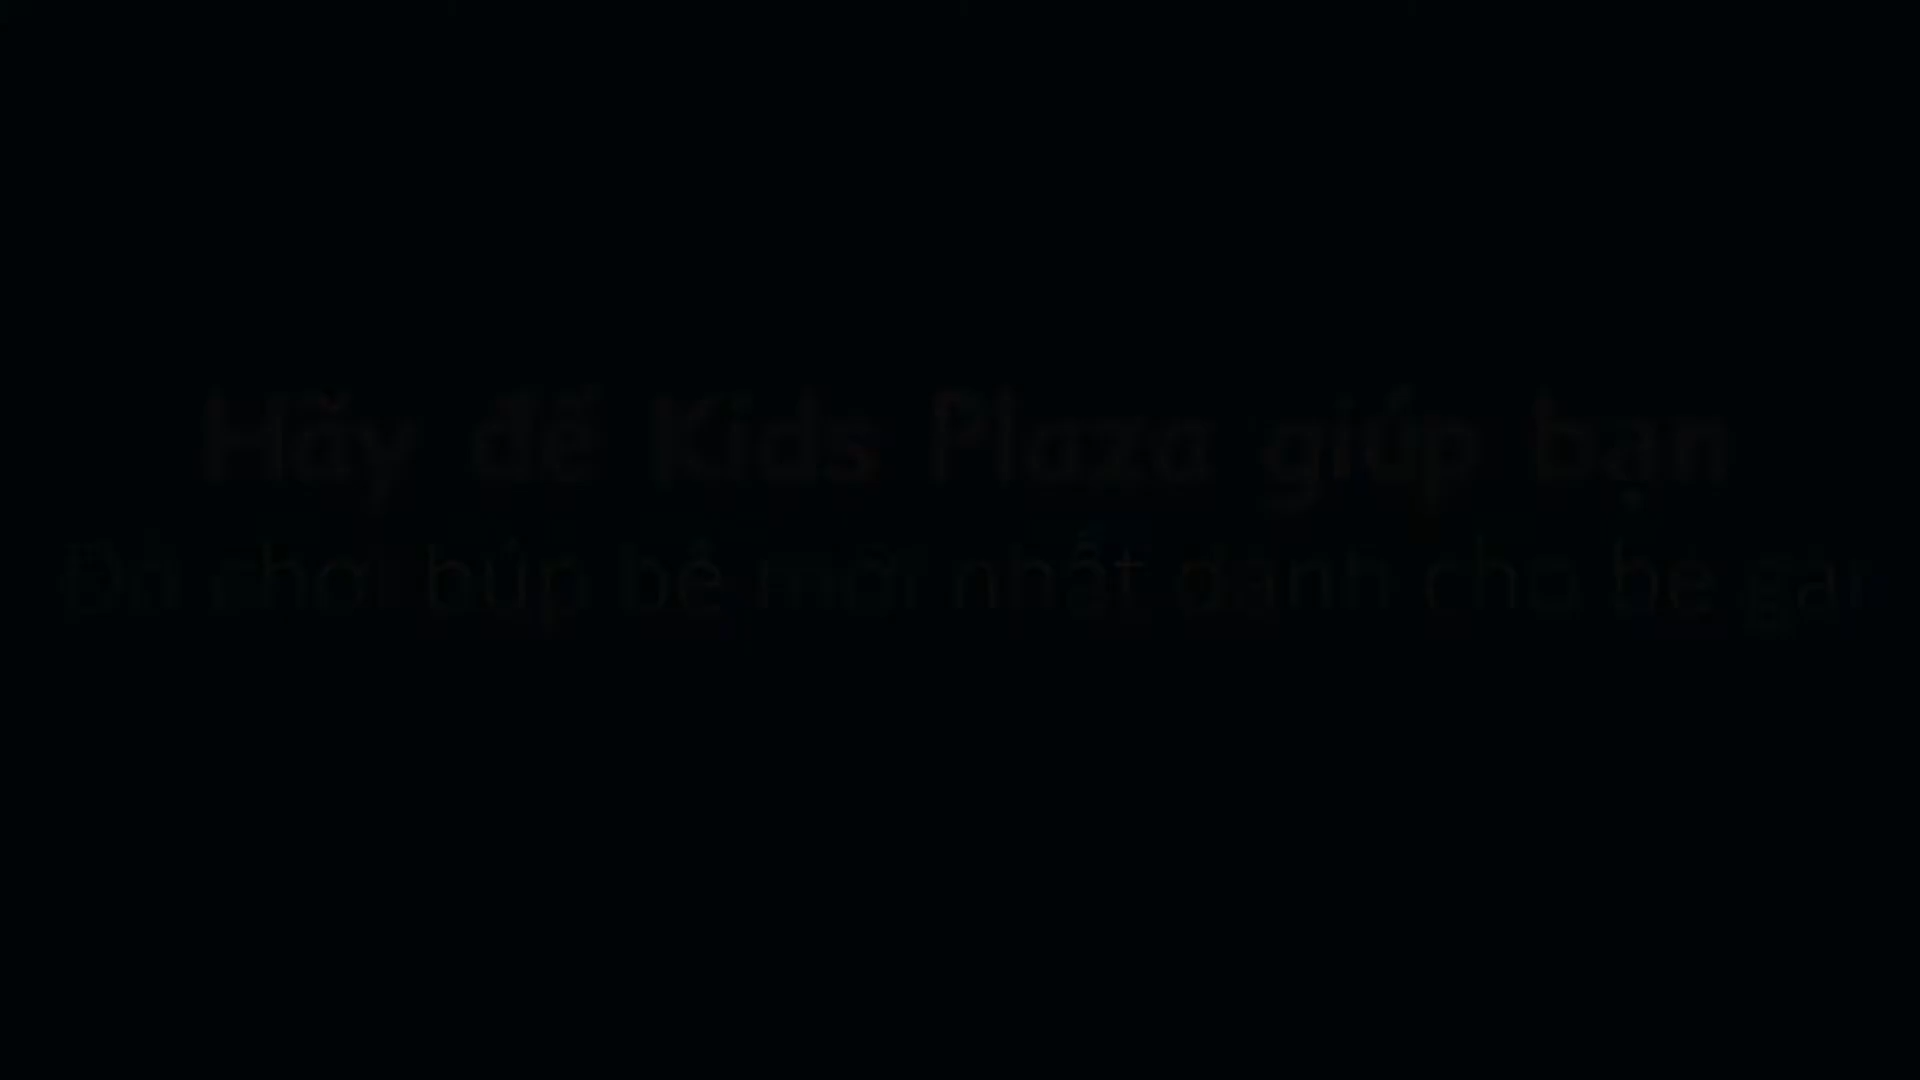 Hãy để Kids Plaza giúp bạn
Đồ chơi búp bê mới nhất dành cho bé gái